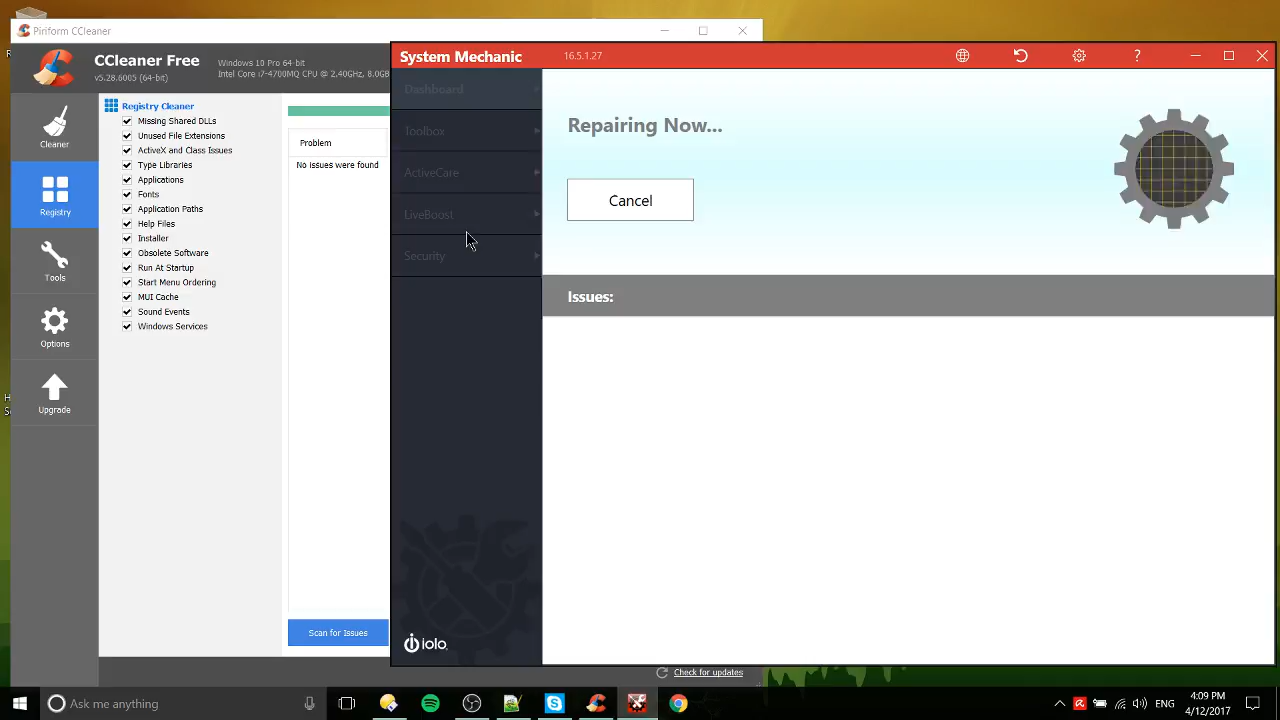 Piriform CCleaner
CCleaner Free
v5.28.6005 (64-bit)
Windows 10 Pro 64-bit
Intel Core i7-4700MQ CPU @ 2.40GHz, 8.0GB
Cleaner
Registry
Tools
Options
Upgrade
Registry Cleaner
Missing Shared DLLs
Unused File Extensions
ActiveX and Class Issues
Type Libraries
Applications
Fonts
Application Paths
Help Files
Installer
Obsolete Software
Run At Startup
Start Menu Ordering
MUI Cache
Sound Events
Windows Services
Problem
No issues were found
Scan for Issues
Check for updates
System Mechanic
16.5.1.27
?
Dashboard
Toolbox
ActiveCare
LiveBoost
Security
iolo
Repairing Now...
Cancel
Issues:
Ask me anything
ENG
4:09 PM
4/12/2017